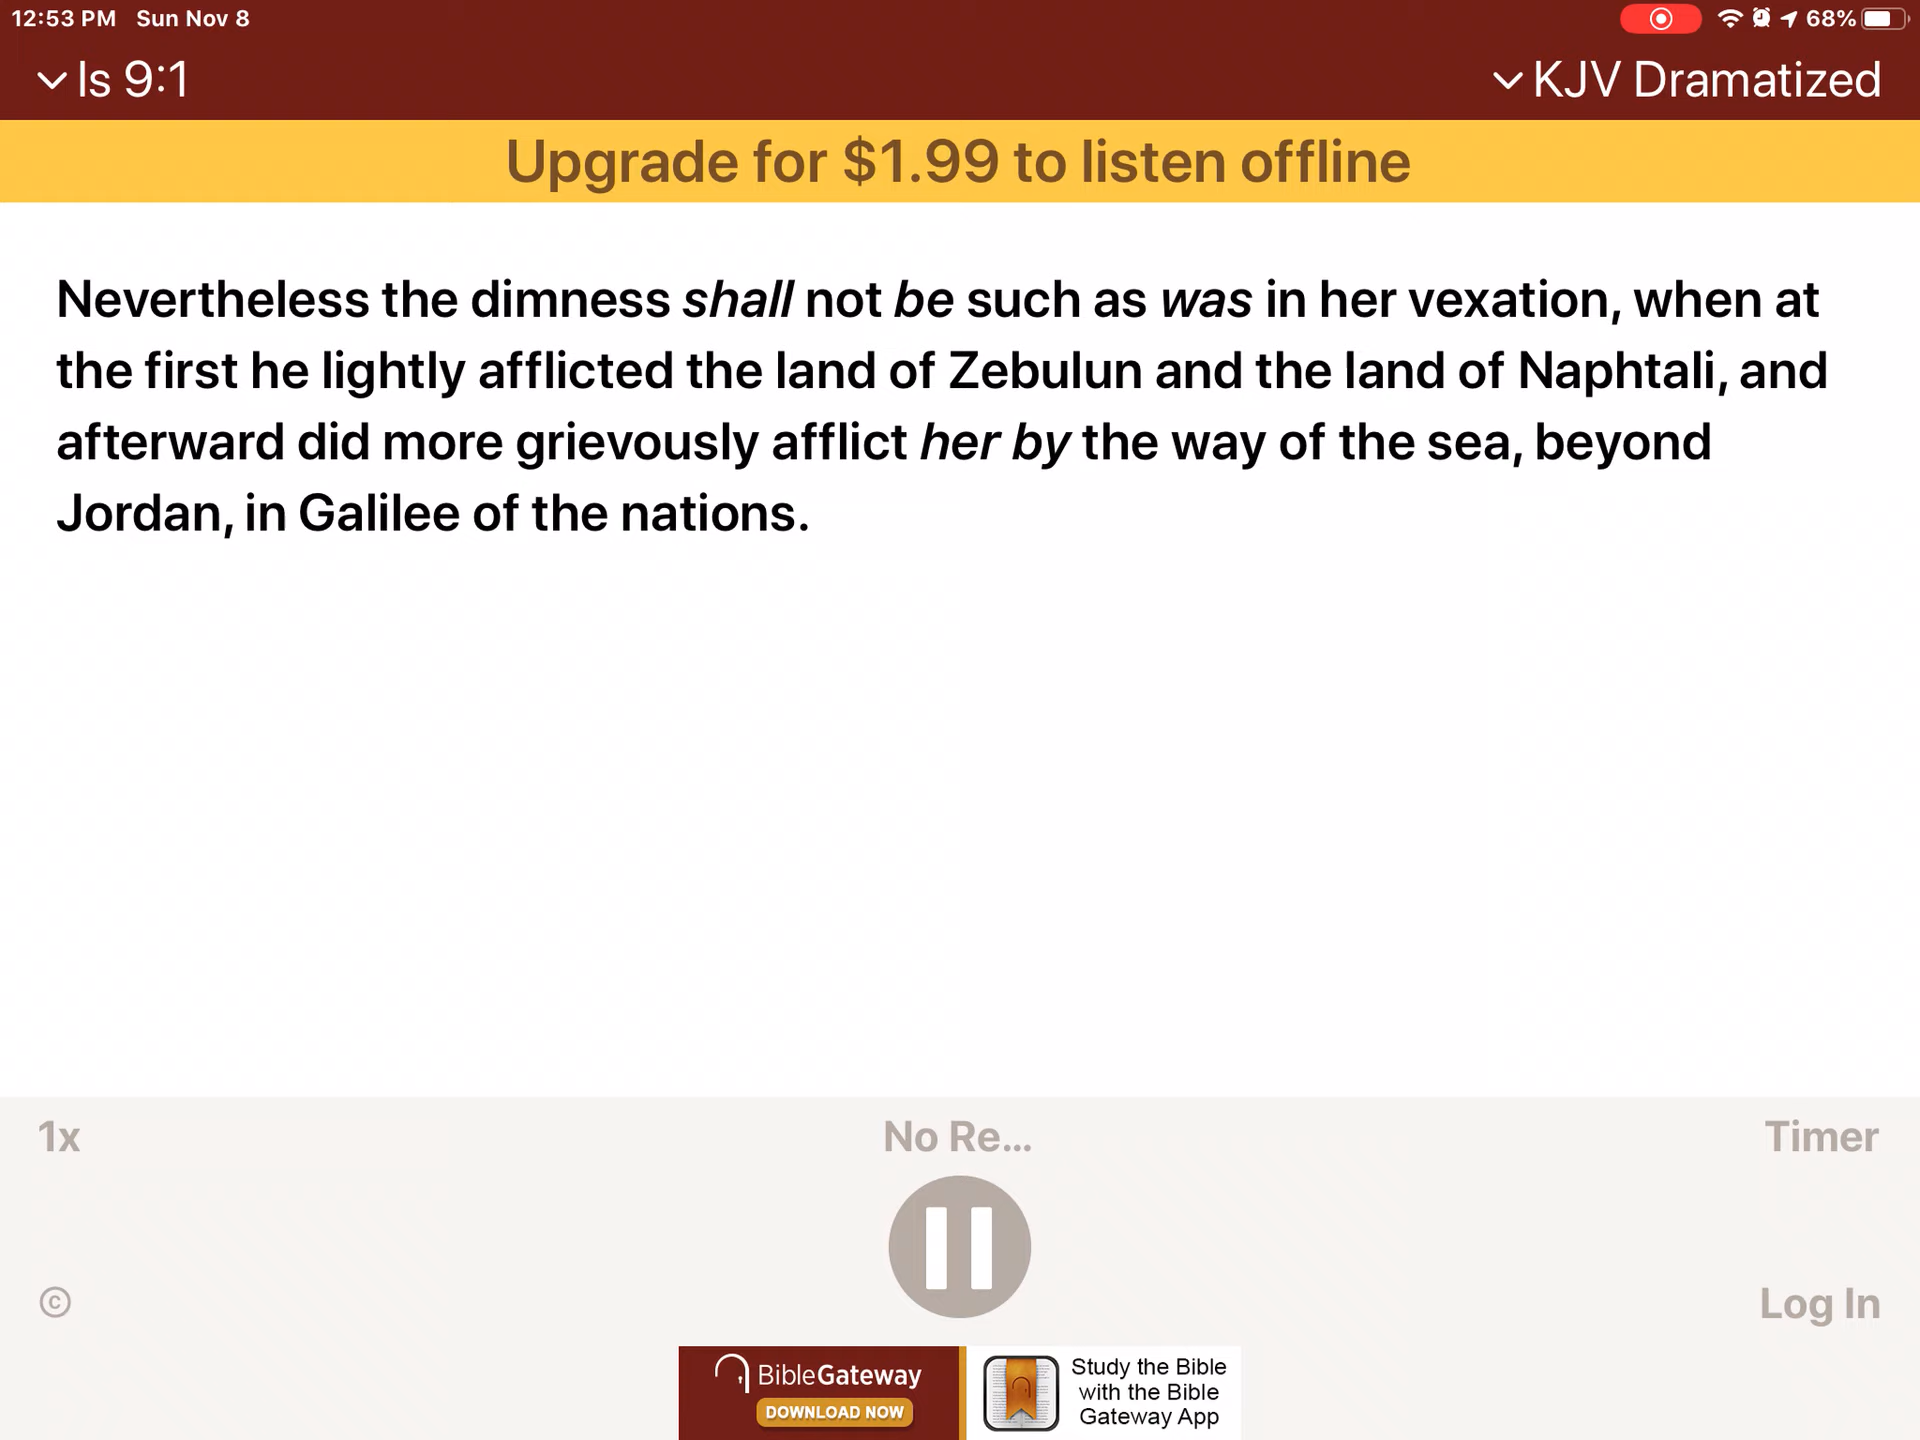 12:53 PM Sun Nov 8 68%
Is 9:1 KJV Dramatized
Upgrade for $1.99 to listen offline
Nevertheless the dimness shall not be such as was in her vexation, when at
the first he lightly afflicted the land of Zebulun and the land of Naphtali, and
afterward did more grievously afflict her by the way of the sea, beyond
Jordan, in Galilee of the nations.
1x No Re... Timer
© Log In
BibleGateway
DOWNLOAD NOW
Study the Bible
with the Bible
Gateway App